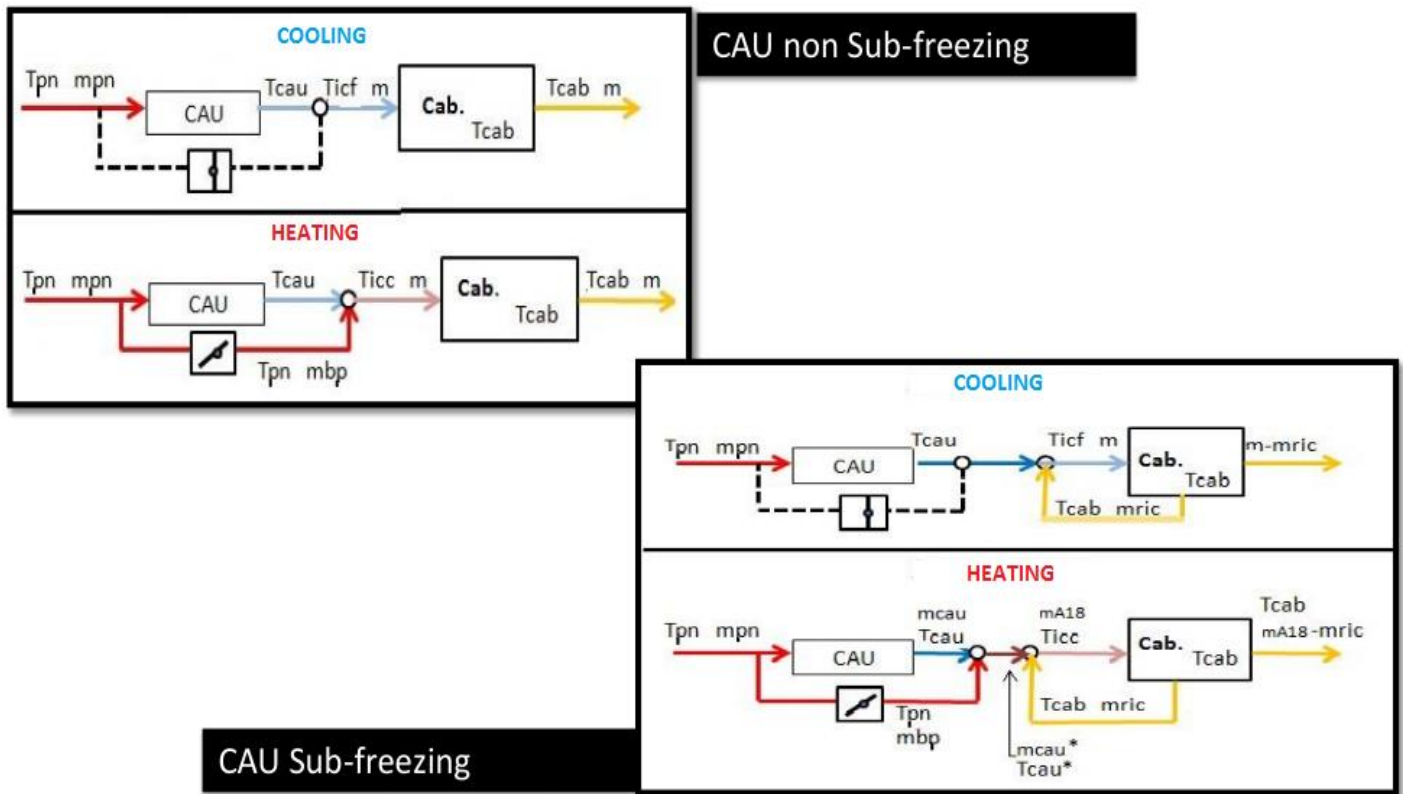 COOLING
CAU non Sub-freezing
Tpn mpn
CAU
Tcau
Ticf m
Cab.
Tcab
Tcab m
HEATING
Tpn mpn
CAU
Tcau
Ticc m
Cab.
Tcab
Tcab m
Tpn mbp
COOLING
Tpn mpn
CAU
Tcau
Ticf m
Cab.
Tcab
m-mric
Tcab mric
HEATING
Tpn mpn
CAU
mcau
Tcau
mA18
Ticc
Cab.
Tcab
Tcab
mA18-mric
Tpn
mbp
Tcab mric
mcau*
Tcau*
CAU Sub-freezing